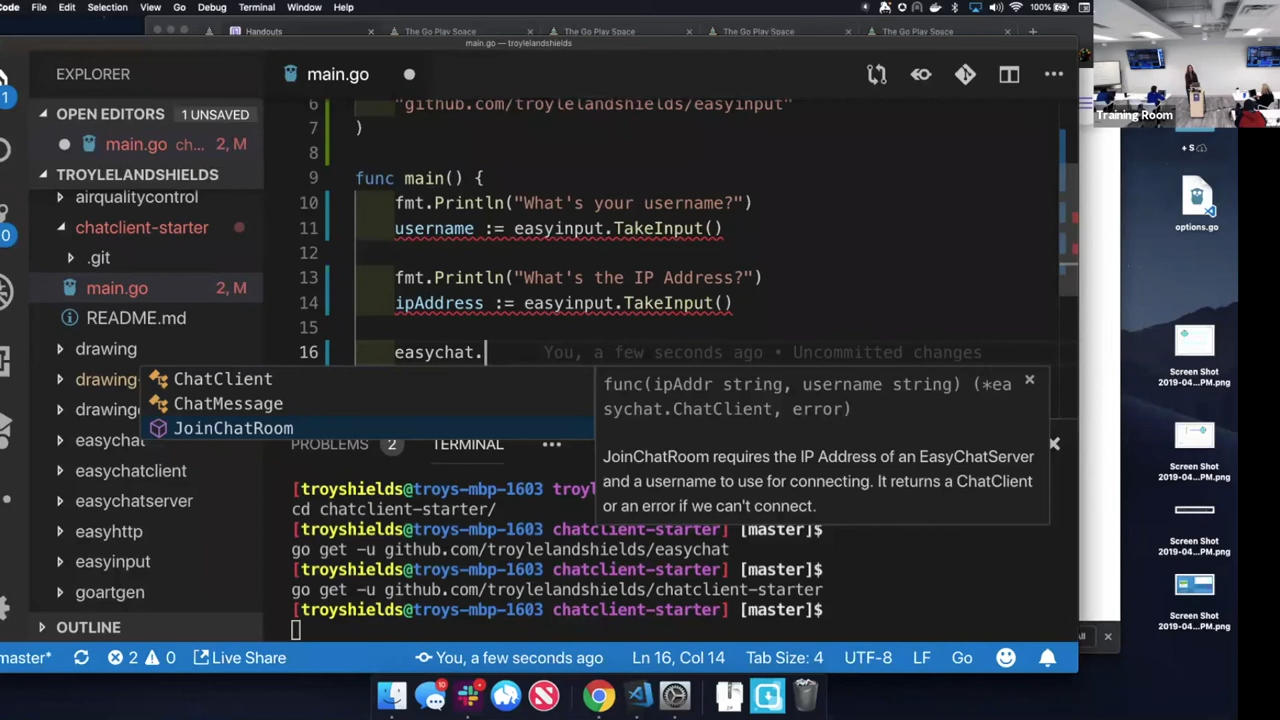 Code File Edit Selection View Go Debug Terminal Window Help 100%
Handouts The Go Play Space The Go Play Space The Go Play Space The Go Play Space
main.go — troylelandshields
EXPLORER
OPEN EDITORS 1 UNSAVED
main.go ch... 2, M
TROYLELANDSHIELDS
airqualitycontrol
chatclient-starter
.git
main.go 2, M
README.md
drawing
drawing
drawing
easychat
easychatclient
easychatserver
easyhttp
easyinput
goartgen
OUTLINE
main.go
6 "github.com/troylelandshields/easyinput"
7 )
8
9 func main() {
10 fmt.Println("What's your username?")
11 username := easyinput.TakeInput()
12
13 fmt.Println("What's the IP Address?")
14 ipAddress := easyinput.TakeInput()
15
16 easychat. You, a few seconds ago • Uncommitted changes
ChatClient
ChatMessage
JoinChatRoom
func(ipAddr string, username string) (*ea
sychat.ChatClient, error)
JoinChatRoom requires the IP Address of an EasyChatServer
and a username to use for connecting. It returns a ChatClient
or an error if we can't connect.
PROBLEMS 2 TERMINAL
[troyshields@troys-mbp-1603 troyl
cd chatclient-starter/
[troyshields@troys-mbp-1603 chatclient-starter] [master]$
go get -u github.com/troylelandshields/easychat
[troyshields@troys-mbp-1603 chatclient-starter] [master]$
go get -u github.com/troylelandshields/chatclient-starter
[troyshields@troys-mbp-1603 chatclient-starter] [master]$
master* 2 0 Live Share You, a few seconds ago Ln 16, Col 14 Tab Size: 4 UTF-8 LF Go
1
0
10
ZIP
Training Room
+ S
options.go
Screen Shot
2019-04...PM.png
Screen Shot
2019-04...PM.png
Screen Shot
2019-04...PM.png
Screen Shot
2019-04...PM.png